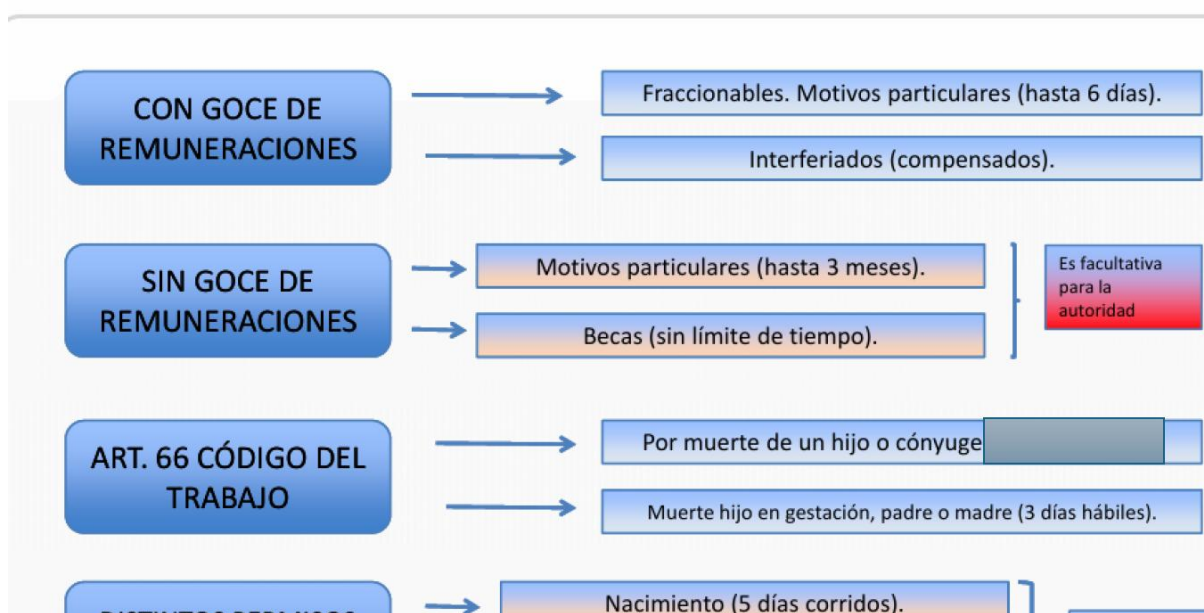 CON GOCE DE
REMUNERACIONES
Fraccionables. Motivos particulares (hasta 6 días).
Interferiados (compensados).
SIN GOCE DE
REMUNERACIONES
Motivos particulares (hasta 3 meses).
Becas (sin límite de tiempo).
Es facultativa
para la
autoridad
ART. 66 CÓDIGO DEL
TRABAJO
Por muerte de un hijo o cónyuge
Muerte hijo en gestación, padre o madre (3 días hábiles).
DISTINTOS PERMISOS
Nacimiento (5 días corridos).